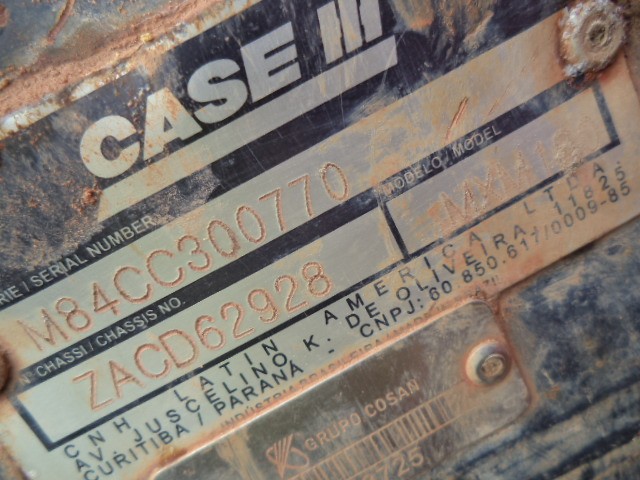 CASE III
RIE / SERIAL NUMBER
M84CC300770
MODELO / MODEL
N CHASSI / CHASSIS NO.
ZACD62928
CNH LATIN AMERICA LTDA.
AV. JUSCELINO K. DE OLIVEIRA, 11825
CURITIBA / PARANA - CNPJ: 60 850.617/0009-85
GRUPO COSAN